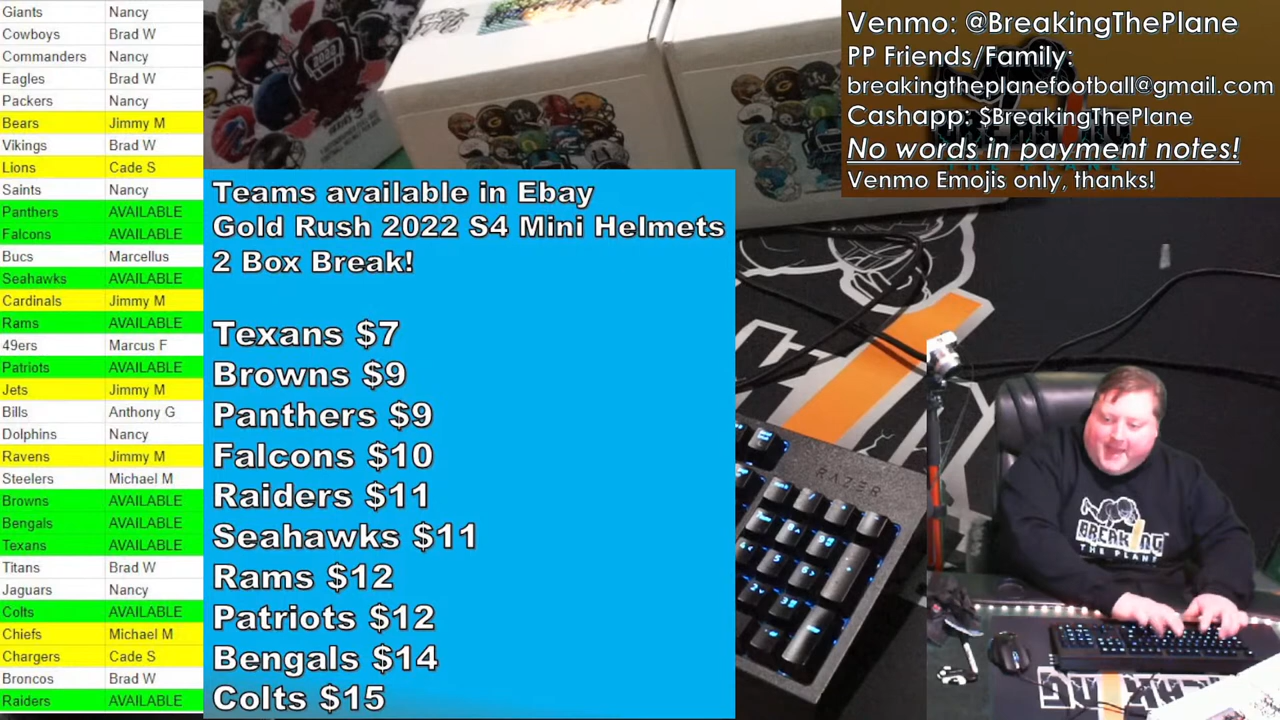 Giants Nancy
Cowboys Brad W
Commanders Nancy
Eagles Brad W
Packers Nancy
Bears Jimmy M
Vikings Brad W
Lions Cade S
Saints Nancy
Panthers AVAILABLE
Falcons AVAILABLE
Bucs Marcellus
Seahawks AVAILABLE
Cardinals Jimmy M
Rams AVAILABLE
49ers Marcus F
Patriots AVAILABLE
Jets Jimmy M
Bills Anthony G
Dolphins Nancy
Ravens Jimmy M
Steelers Michael M
Browns AVAILABLE
Bengals AVAILABLE
Texans AVAILABLE
Titans Brad W
Jaguars Nancy
Colts AVAILABLE
Chiefs Michael M
Chargers Cade S
Broncos Brad W
Raiders AVAILABLE
Teams available in Ebay
Gold Rush 2022 S4 Mini Helmets
2 Box Break!
Texans $7
Browns $9
Panthers $9
Falcons $10
Raiders $11
Seahawks $11
Rams $12
Patriots $12
Bengals $14
Colts $15
Venmo: @BreakingThePlane
PP Friends/Family:
breakingtheplanefootball@gmail.com
Cashapp: $BreakingThePlane
No words in payment notes!
Venmo Emojis only, thanks!
RAZER
BREAKING
THE PLANE